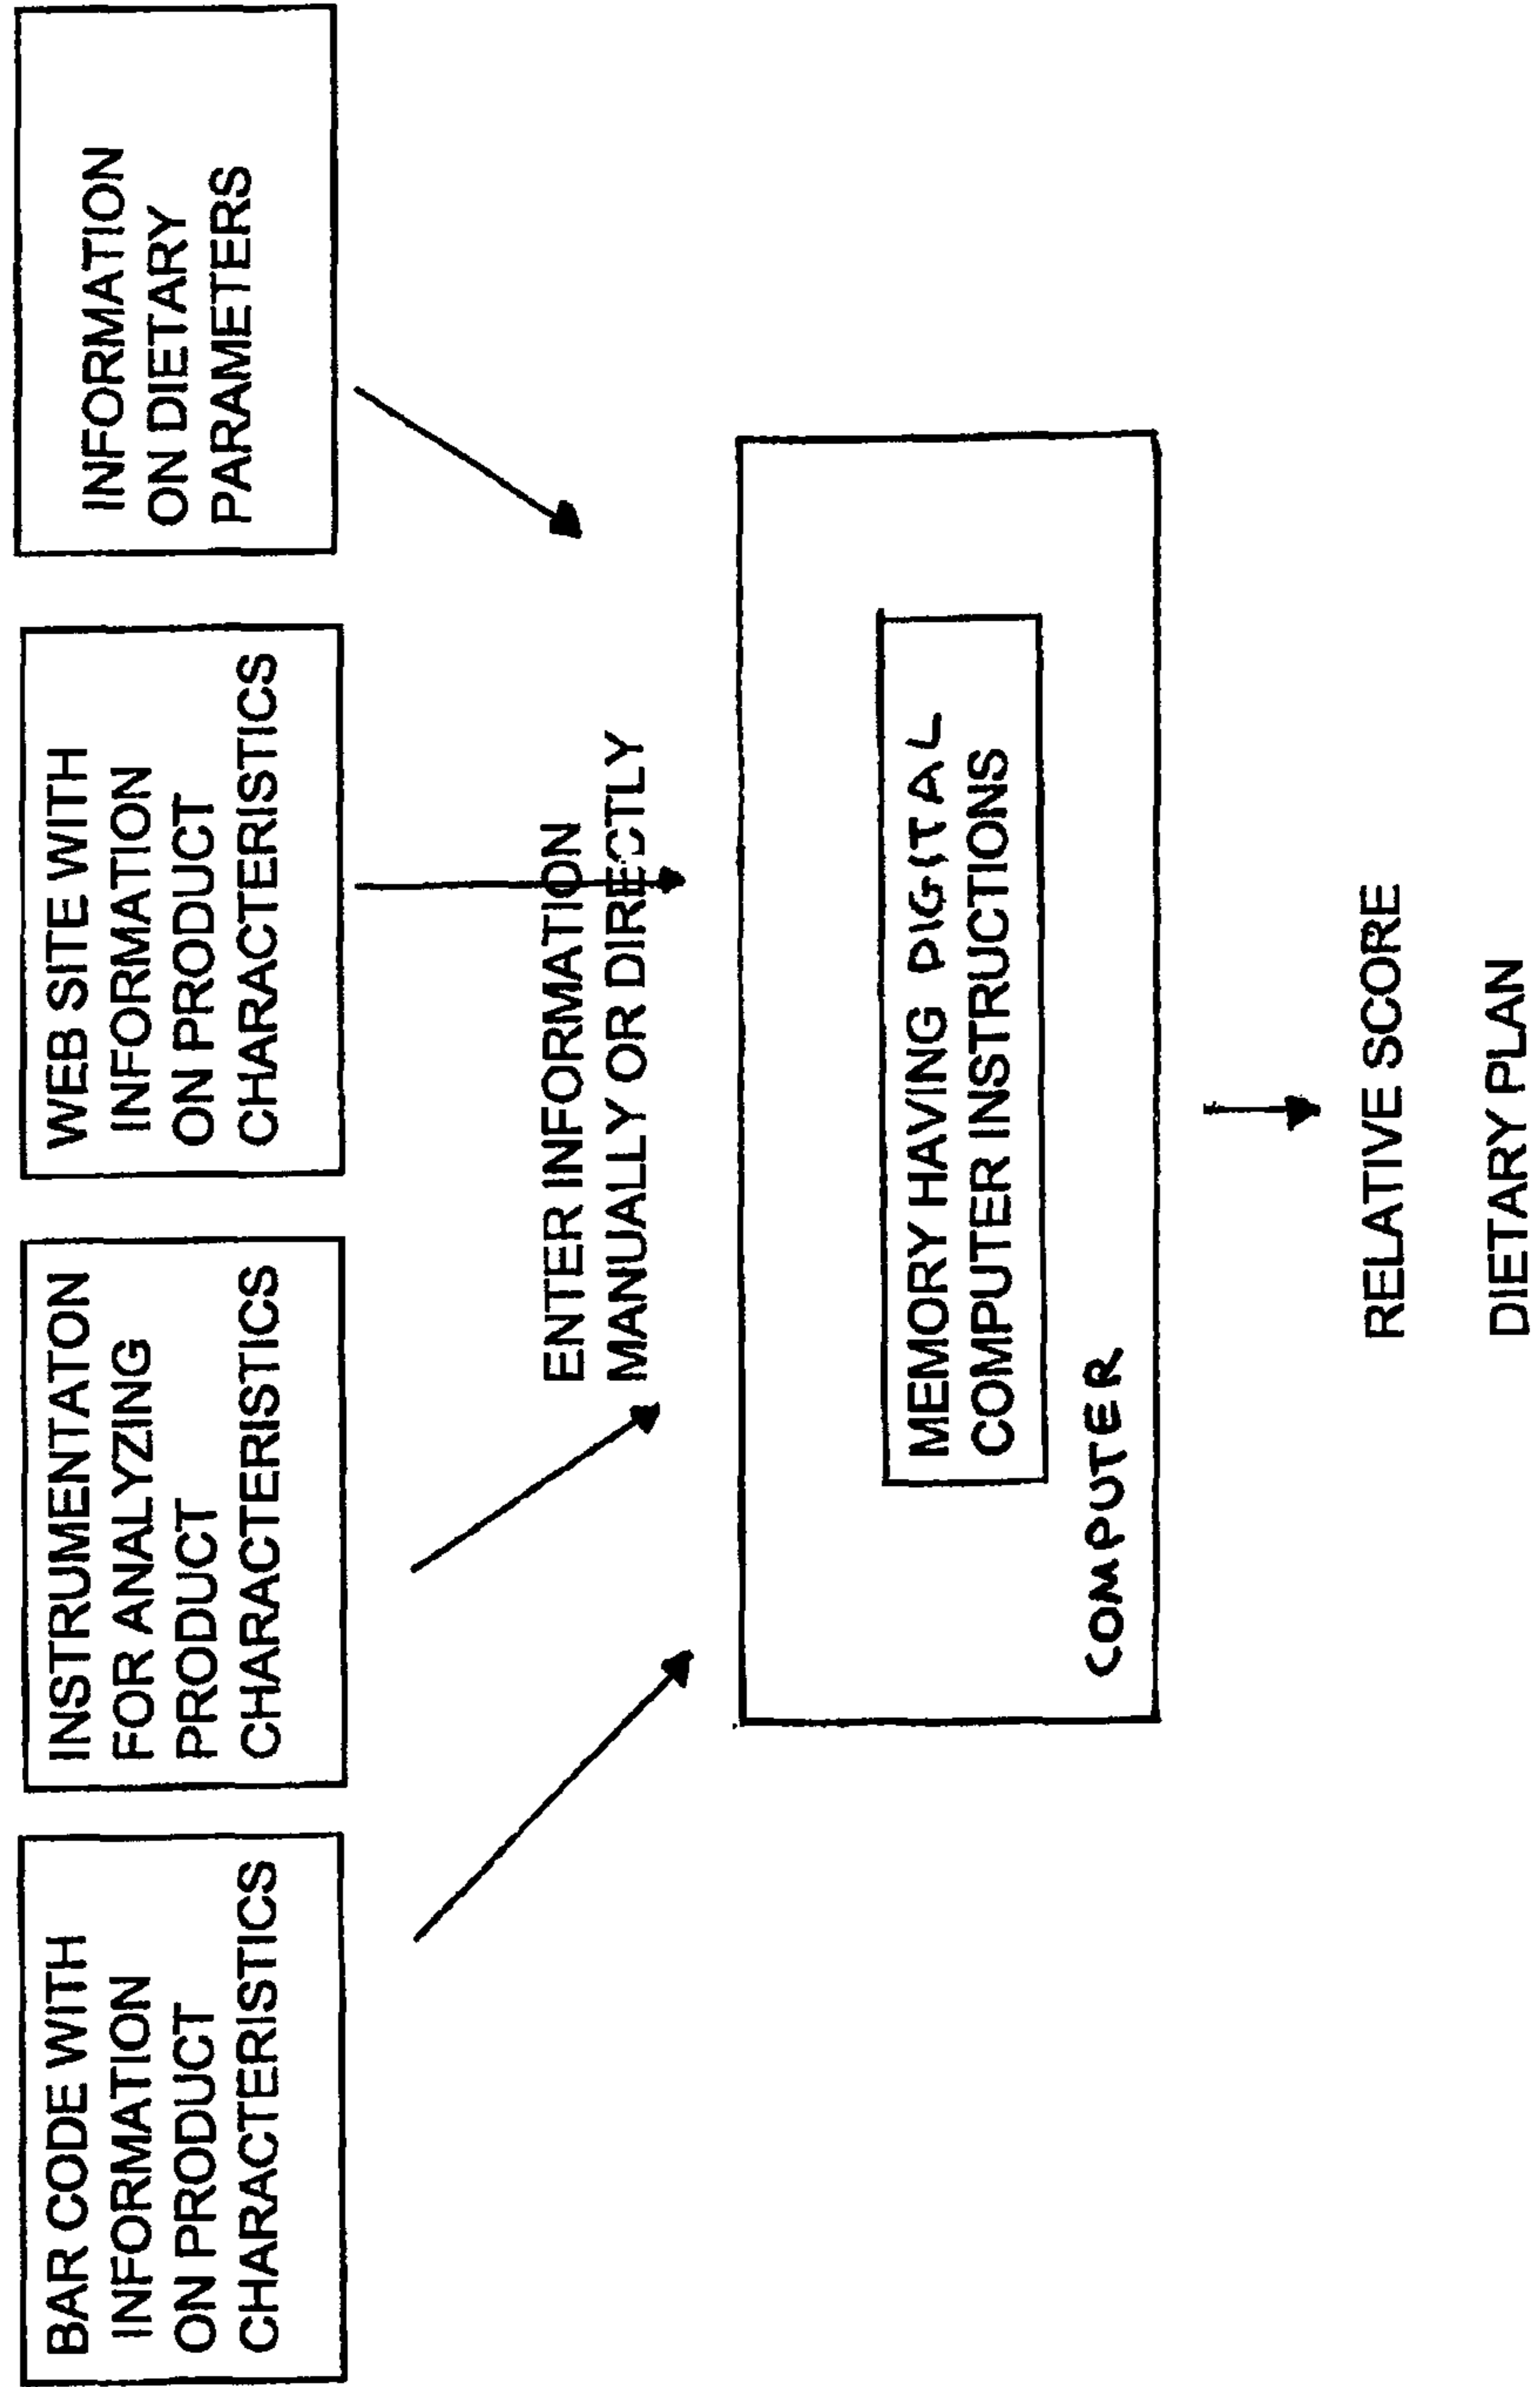 BAR CODE WITH
INFORMATION
ON PRODUCT
CHARACTERISTICS
INSTRUMENTATON
FOR ANALYZING
PRODUCT
CHARACTERISTICS
WEB SITE WITH
INFORMATION
ON PRODUCT
CHARACTERISTICS
INFORMATION
ON DIETARY
PARAMETERS
ENTER INFORMATION
MANUALLY OR DIRECTLY
MEMORY HAVING DIGITAL
COMPUTER INSTRUCTIONS
COMPUTER
RELATIVE SCORE
DIETARY PLAN